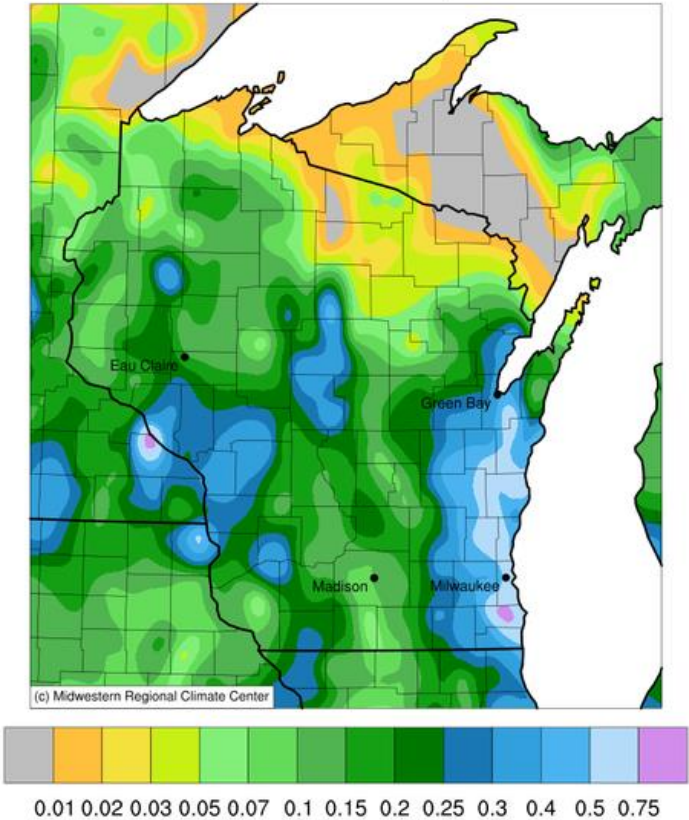 Eau Claire
Green Bay
Madison
Milwaukee
(c) Midwestern Regional Climate Center
0.01 0.02 0.03 0.05 0.07 0.1 0.15 0.2 0.25 0.3 0.4 0.5 0.75